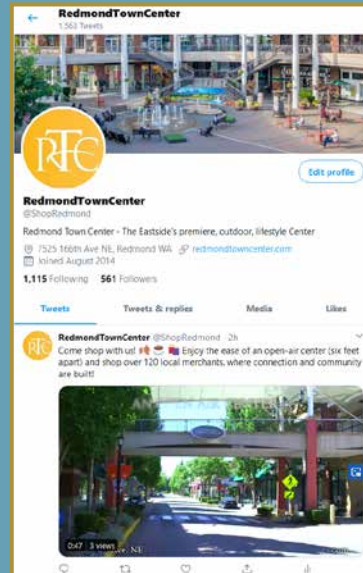 RedmondTownCenter
1,563 Tweets
RTC
Edit profile
RedmondTownCenter
@ShopRedmond
Redmond Town Center - The Eastside's premiere, outdoor, lifestyle Center
7525 166th Ave NE, Redmond WA redmondtowncenter.com
Joined August 2014
1,115 Following 561 Followers
Tweets Tweets & replies Media Likes
RTC
RedmondTownCenter @ShopRedmond · 2h
Come shop with us! Enjoy the ease of an open-air center (six feet
apart) and shop over 120 local merchants, where connection and community
are built!
0:47 3 views
NE